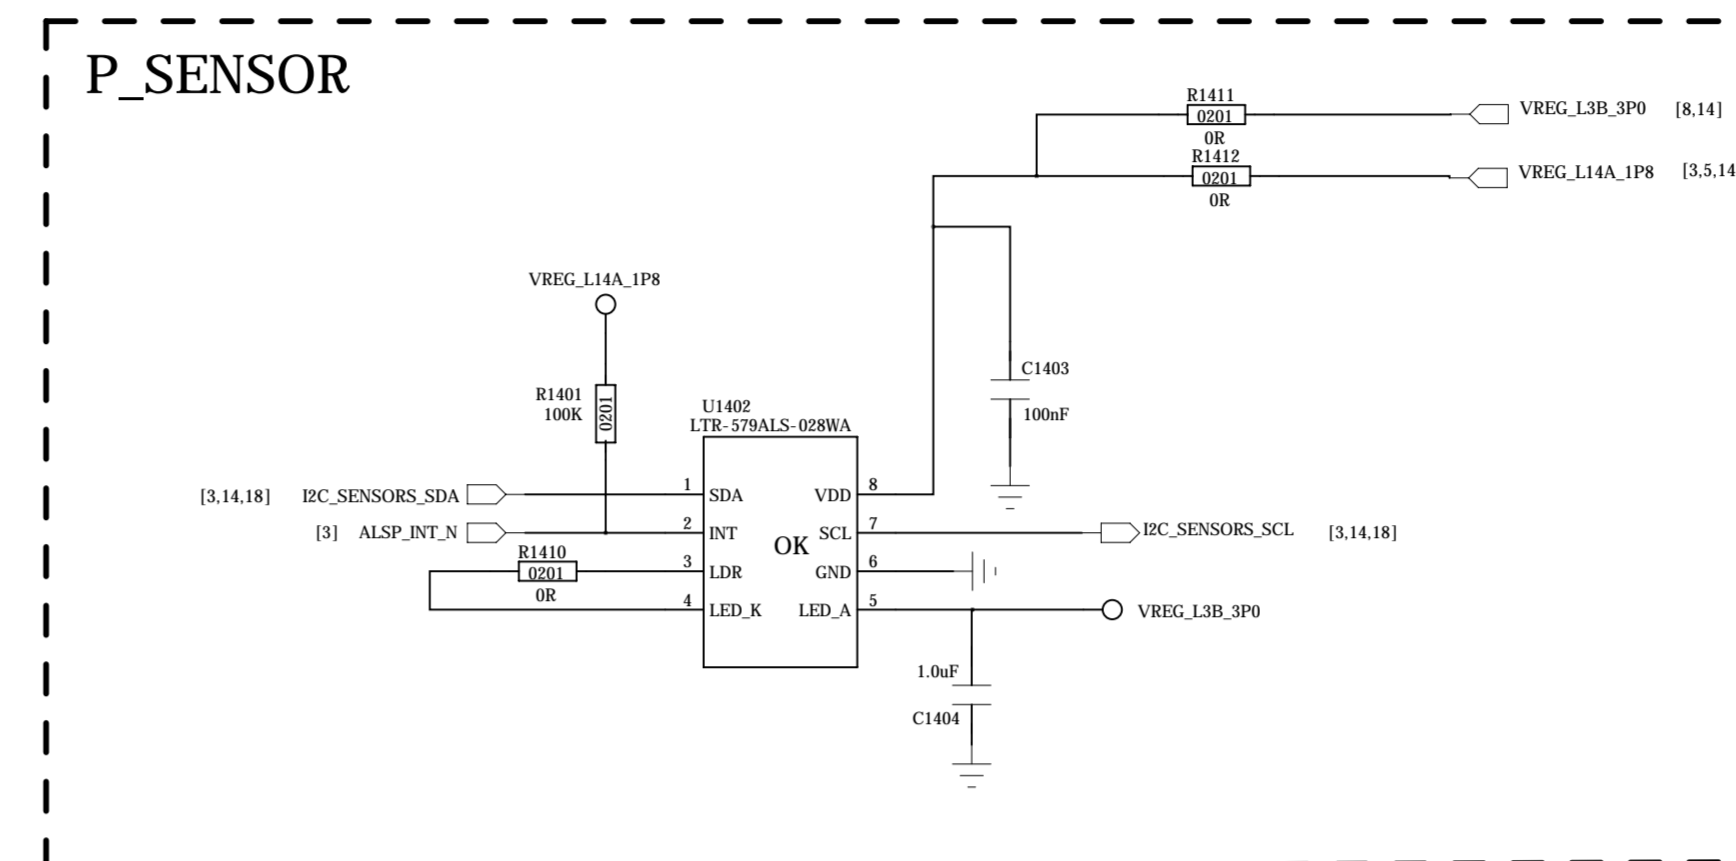 P_SENSOR
R1411
0201
0R
VREG_L3B_3P0 [8,14]
R1412
0201
0R
VREG_L14A_1P8 [3,5,14
VREG_L14A_1P8
R1401
100K
0201
C1403
100nF
U1402
LTR-579ALS-028WA
[3,14,18] I2C_SENSORS_SDA 1 SDA VDD 8
[3] ALSP_INT_N 2 INT SCL 7 I2C_SENSORS_SCL [3,14,18]
OK
R1410
0201
0R
3 LDR GND 6
4 LED_K LED_A 5 VREG_L3B_3P0
1.0uF
C1404